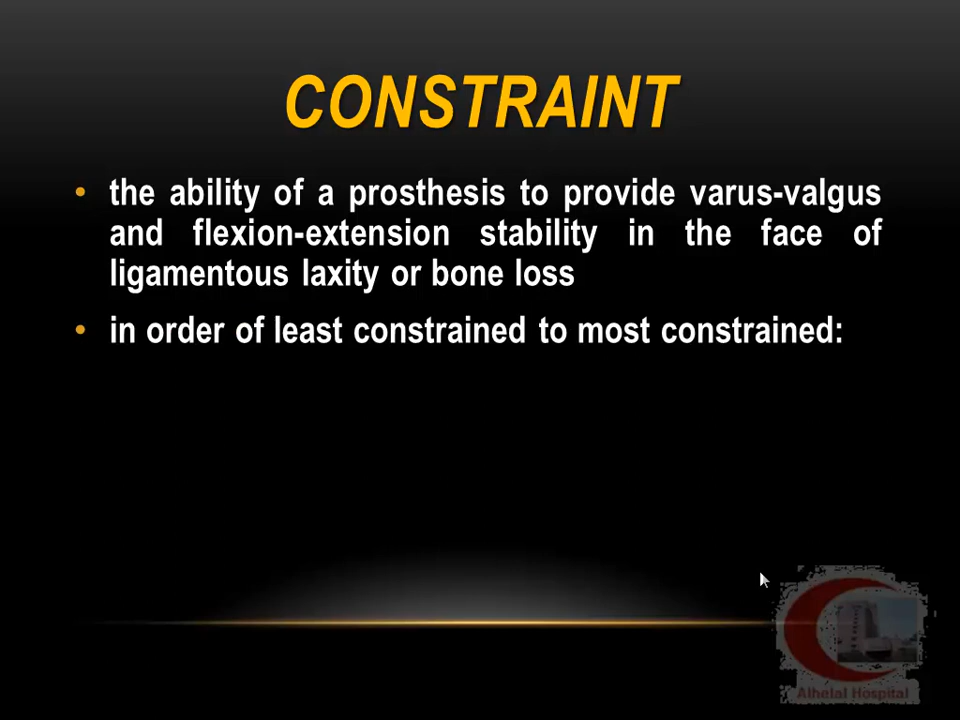 CONSTRAINT
• the ability of a prosthesis to provide varus-valgus
and flexion-extension stability in the face of
ligamentous laxity or bone loss
• in order of least constrained to most constrained:
Alhelal Hospital